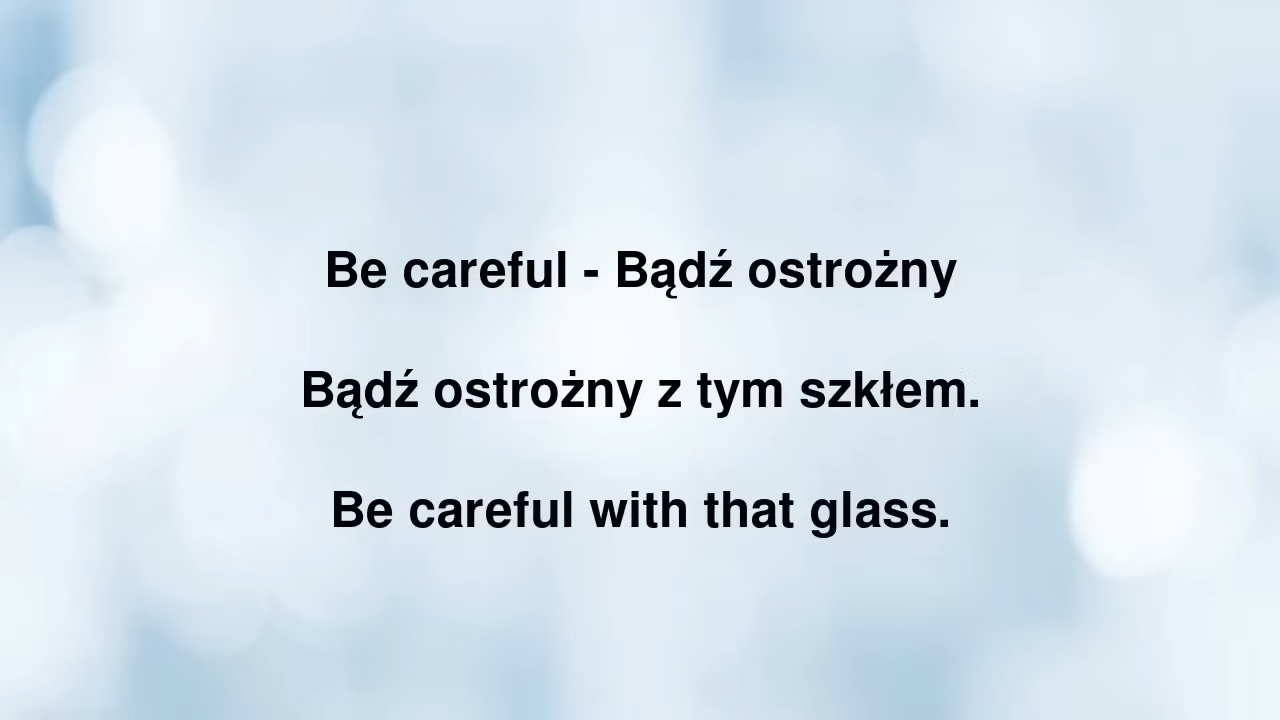 Be careful - Bądź ostrożny
Bądź ostrożny z tym szkłem.
Be careful with that glass.